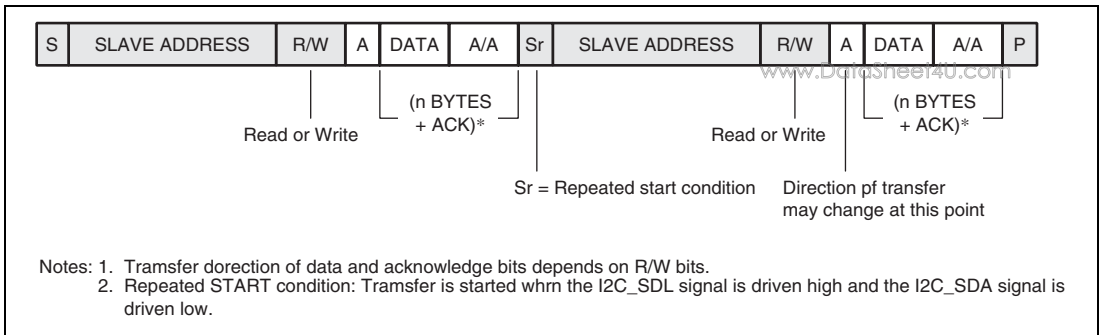 S SLAVE ADDRESS R/W A DATA A/A Sr SLAVE ADDRESS R/W A DATA A/A P
www.DataSheet4U.com
(n BYTES
+ ACK)*
(n BYTES
+ ACK)*
Read or Write
Read or Write
Sr = Repeated start condition
Direction pf transfer
may change at this point
Notes: 1. Tramsfer dorection of data and acknowledge bits depends on R/W bits.
2. Repeated START condition: Transfer is started whrn the I2C_SDL signal is driven high and the I2C_SDA signal is
driven low.